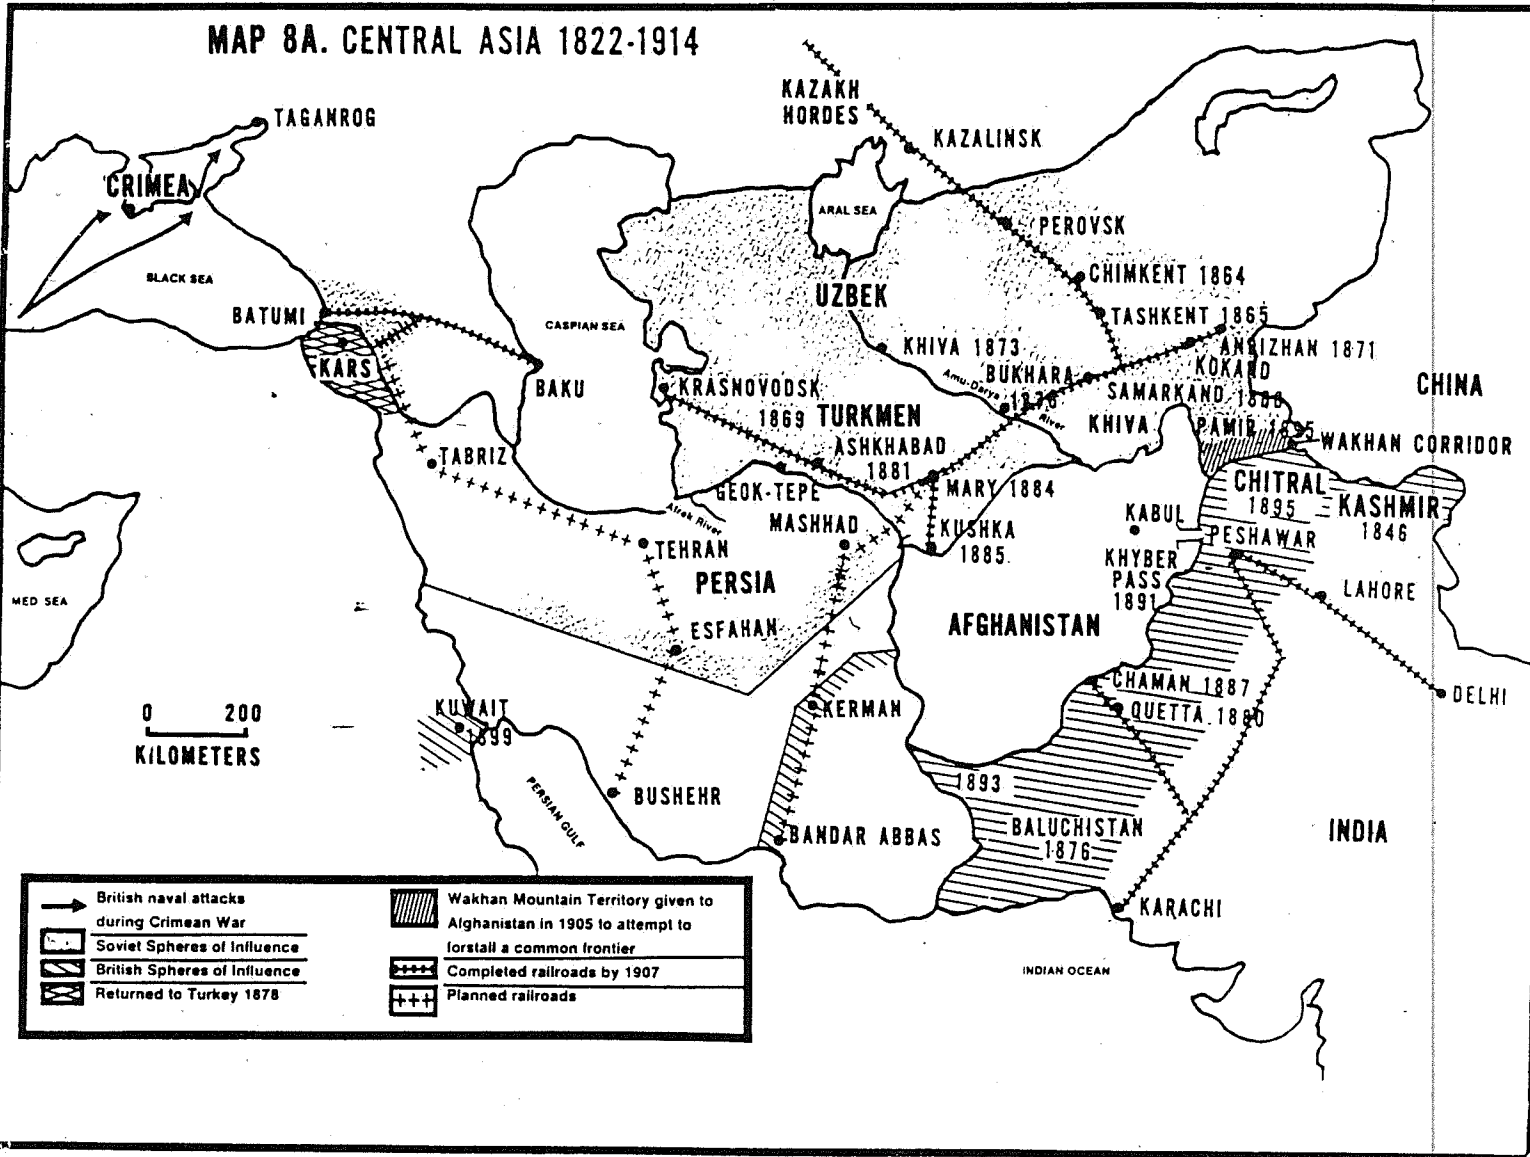 MAP 8A. CENTRAL ASIA 1822-1914
TAGANROG
CRIMEA
BLACK SEA
BATUMI
KARS
BAKU
CASPIAN SEA
KAZAKH
HORDES
KAZALINSK
ARAL SEA
PEROVSK
CHIMKENT 1864
UZBEK
TASHKENT 1865
ANDIZHAN 1871
KOKAND
KHIVA 1873
Amu-Darya
River
BUKHARA
1876
SAMARKAND 1868
KRASNOVODSK
1869
TURKMEN
KHIVA
PAMIR 1895
CHINA
WAKHAN CORRIDOR
ASHKHABAD
1881
GEOK-TEPE
MARY 1884
KUSHKA
1885
TABRIZ
Atrek River
MASHHAD
TEHRAN
PERSIA
ESFAHAN
CHITRAL
1895
KASHMIR
1846
KABUL
PESHAWAR
KHYBER
PASS
1891
LAHORE
DELHI
AFGHANISTAN
MED SEA
0 200
KILOMETERS
KUWAIT
1899
PERSIAN GULF
BUSHEHR
KERMAN
BANDAR ABBAS
CHAMAN 1887
QUETTA 1880
1893
BALUCHISTAN
1876
INDIA
KARACHI
INDIAN OCEAN
British naval attacks
during Crimean War
Soviet Spheres of Influence
British Spheres of Influence
Returned to Turkey 1878
Wakhan Mountain Territory given to
Afghanistan in 1905 to attempt to
forstall a common frontier
Completed railroads by 1907
Planned railroads